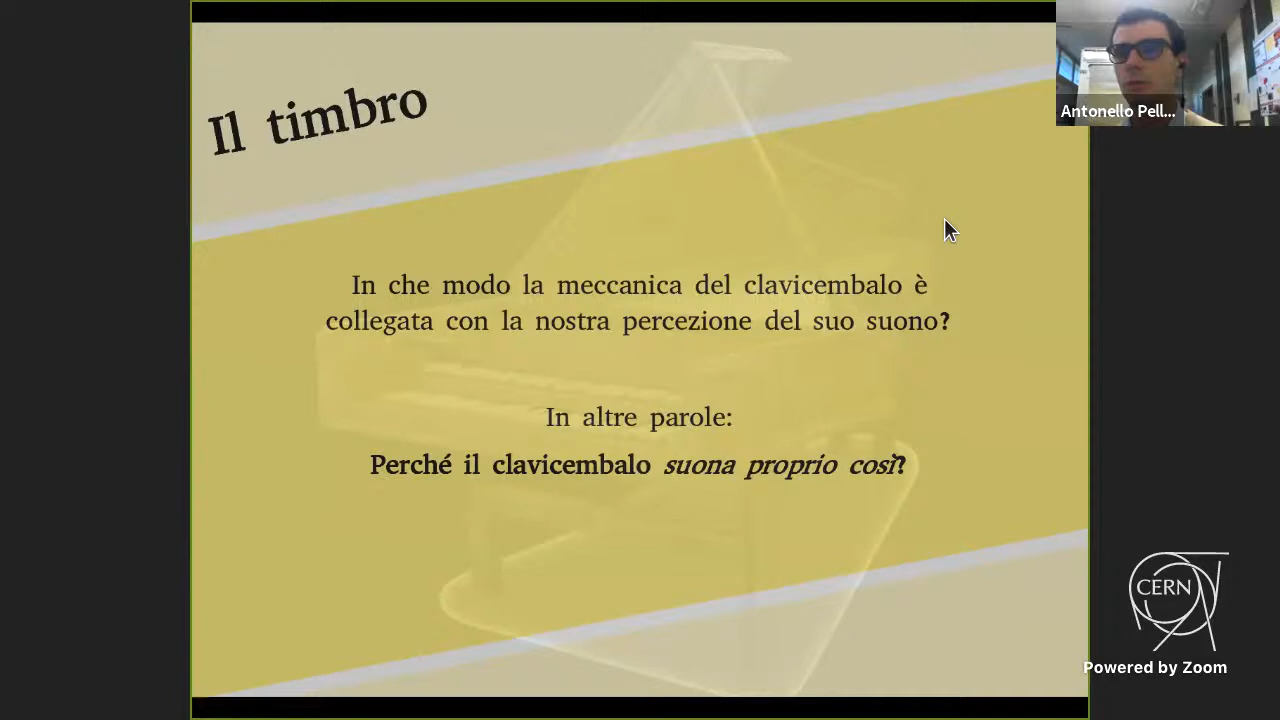 Il timbro
Antonello Pell...
In che modo la meccanica del clavicembalo è
collegata con la nostra percezione del suo suono?
In altre parole:
Perché il clavicembalo suona proprio così?
CERN
Powered by Zoom